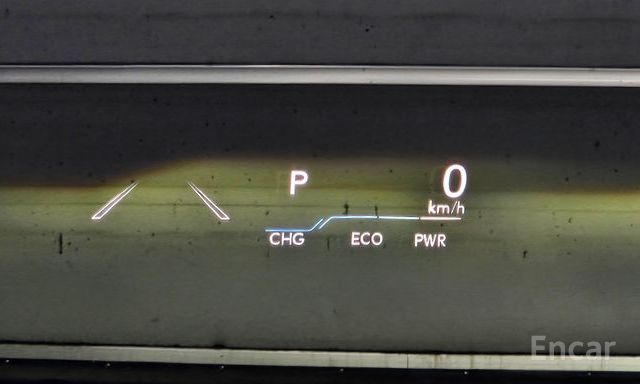 P 0
km/h
CHG ECO PWR
Encar